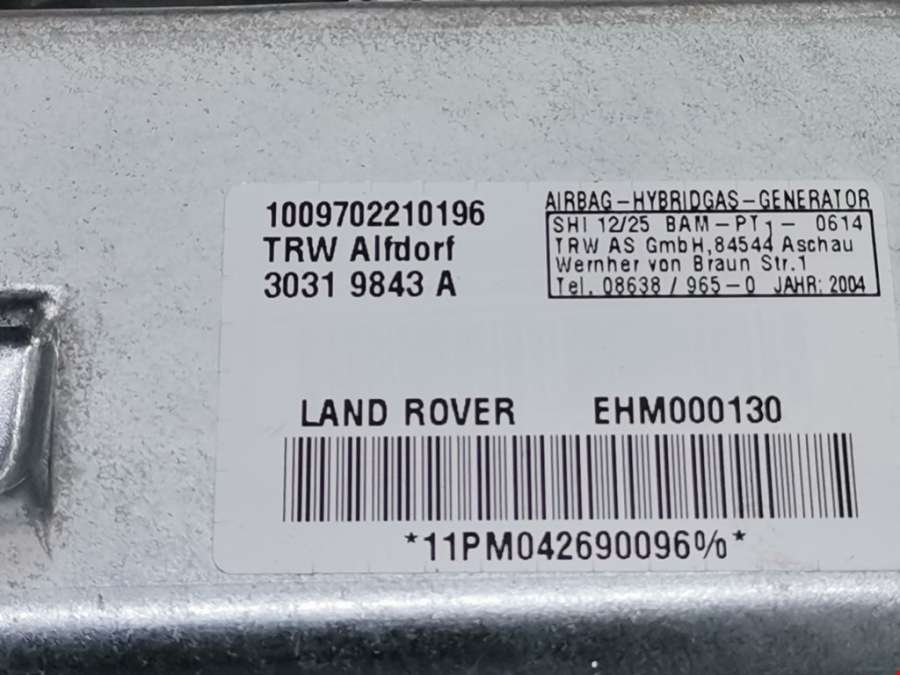 1009702210196
TRW Alfdorf
3031 9843 A
AIRBAG-HYBRIDGAS-GENERATOR
SHI 12/25 BAM-PT1- 0614
TRW AS GmbH,84544 Aschau
Wernher von Braun Str.1
Tel. 08638 / 965-0 JAHR: 2004
LAND ROVER EHM000130
*11PM042690096%*